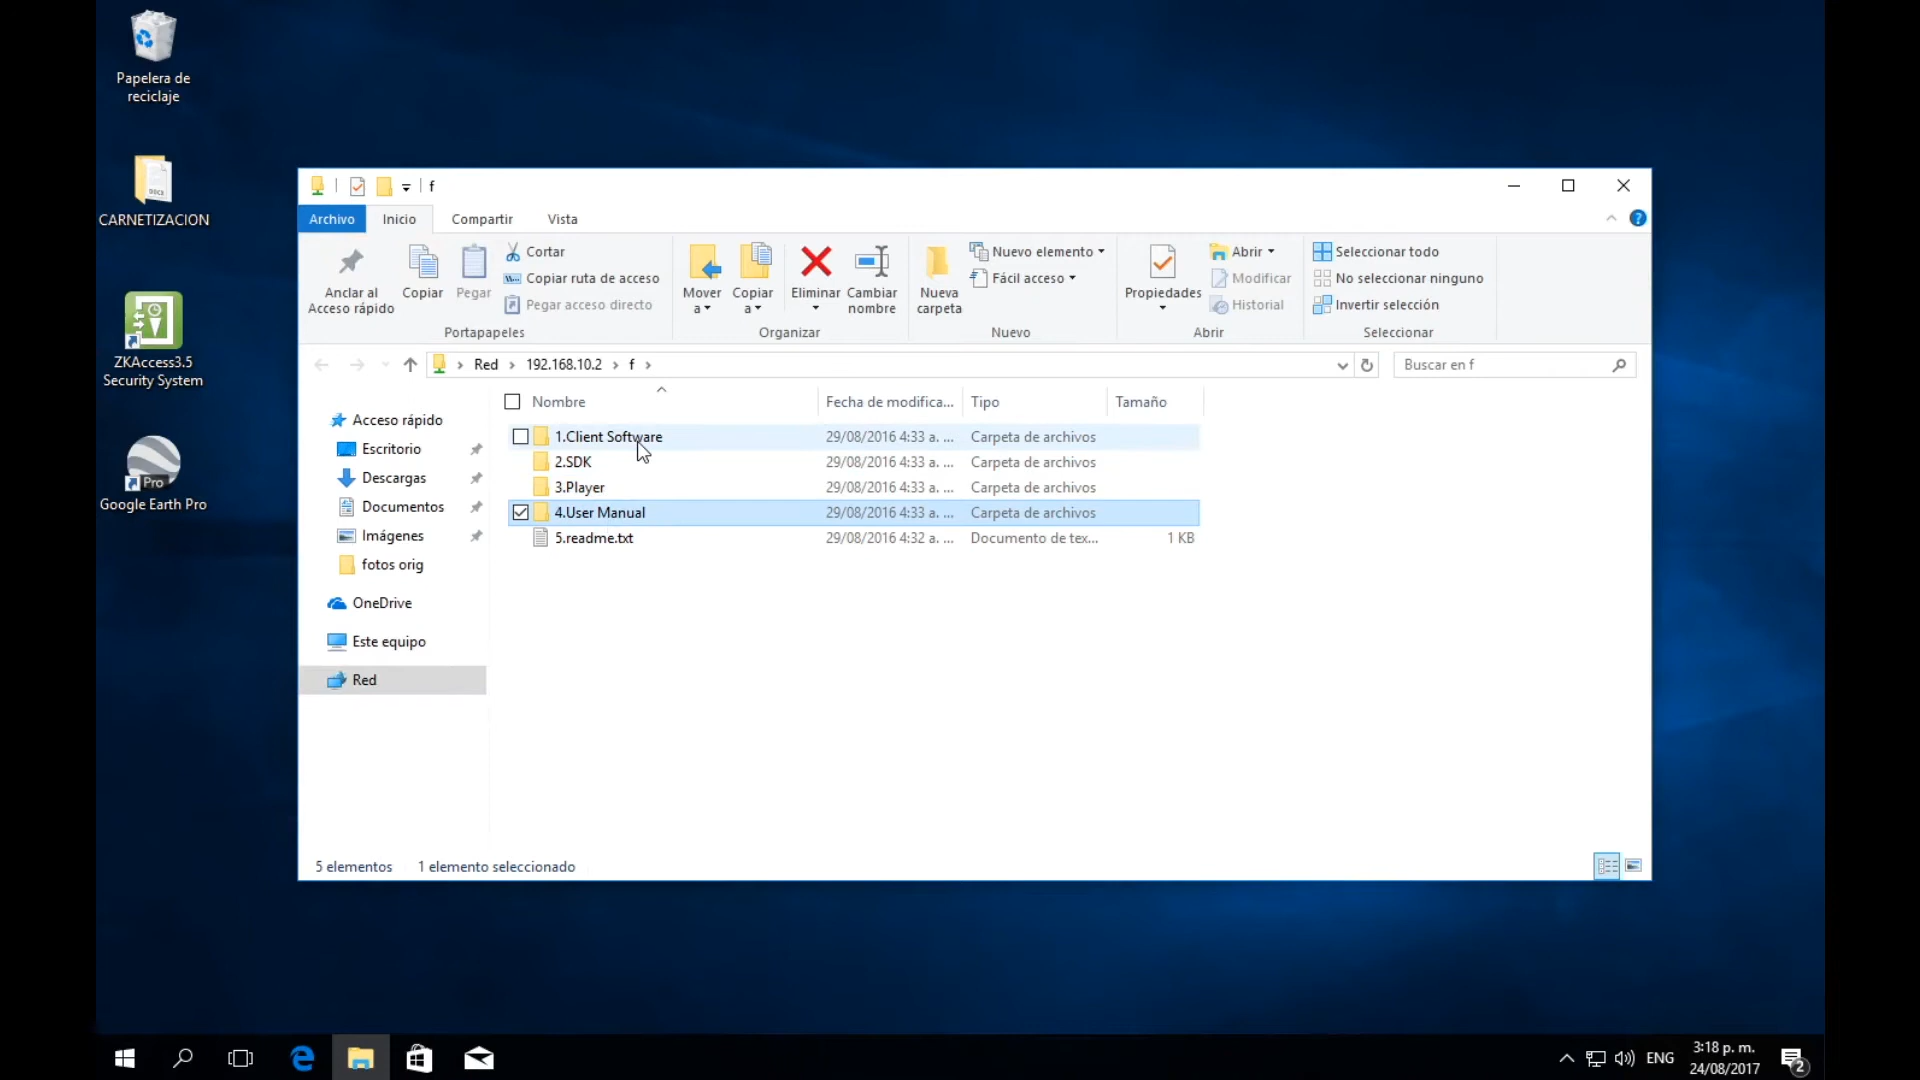 Papelera de
reciclaje
DOCX
CARNETIZACION
ZKAccess3.5
Security System
Pro
Google Earth Pro
f
Archivo Inicio Compartir Vista
Anclar al
Acceso rápido
Copiar
Pegar
Cortar
Copiar ruta de acceso
Pegar acceso directo
Portapapeles
Mover
a
Copiar
a
Eliminar
Cambiar
nombre
Organizar
Nueva
carpeta
Nuevo elemento
Fácil acceso
Nuevo
Propiedades
Abrir
Modificar
Historial
Abrir
Seleccionar todo
No seleccionar ninguno
Invertir selección
Seleccionar
Red > 192.168.10.2 > f >
Buscar en f
Acceso rápido
Escritorio
Descargas
Documentos
Imágenes
fotos orig
OneDrive
Este equipo
Red
Nombre Fecha de modifica... Tipo Tamaño
1.Client Software 29/08/2016 4:33 a. ... Carpeta de archivos
2.SDK 29/08/2016 4:33 a. ... Carpeta de archivos
3.Player 29/08/2016 4:33 a. ... Carpeta de archivos
4.User Manual 29/08/2016 4:33 a. ... Carpeta de archivos
5.readme.txt 29/08/2016 4:32 a. ... Documento de tex... 1 KB
5 elementos 1 elemento seleccionado
ENG
3:18 p. m.
24/08/2017
2